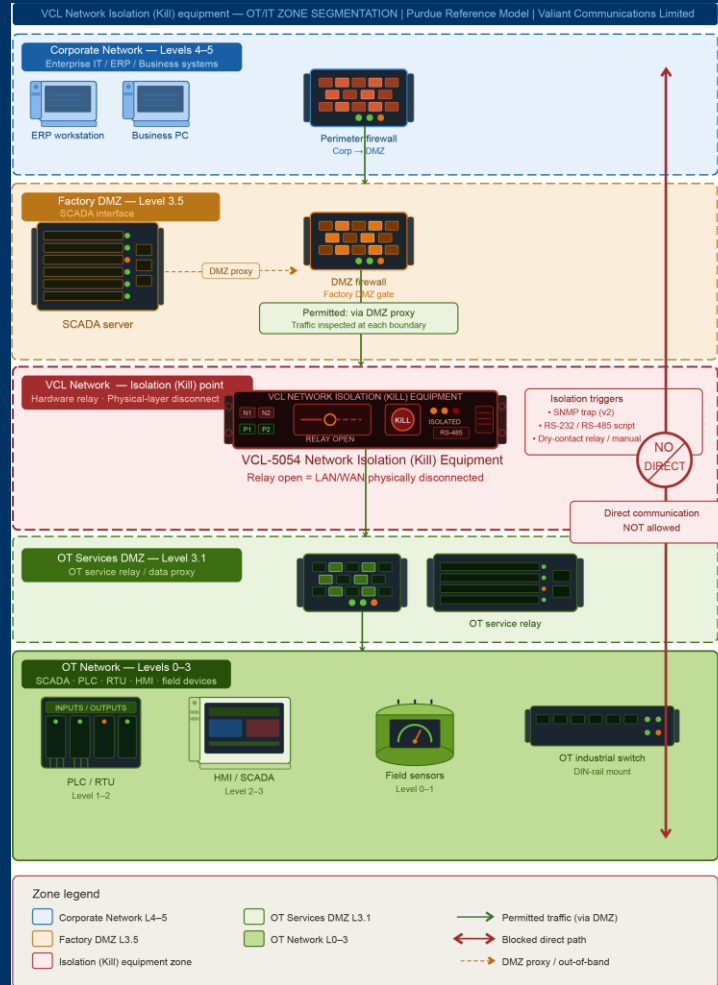 VCL Network Isolation (Kill) equipment — OT/IT ZONE SEGMENTATION | Purdue Reference Model | Valiant Communications Limited
Corporate Network — Levels 4–5
Enterprise IT / ERP / Business systems
ERP workstation
Business PC
Perimeter firewall
Corp → DMZ
Factory DMZ — Level 3.5
SCADA interface
SCADA server
DMZ proxy
DMZ firewall
Factory DMZ gate
Permitted: via DMZ proxy
Traffic inspected at each boundary
VCL Network — Isolation (Kill) point
Hardware relay · Physical-layer disconnect
VCL NETWORK ISOLATION (KILL) EQUIPMENT
N1 N2
P1 P2
RELAY OPEN
KILL
ISOLATED
RS-485
VCL-5054 Network Isolation (Kill) Equipment
Relay open = LAN/WAN physically disconnected
Isolation triggers
• SNMP trap (v2)
• RS-232 / RS-485 script
• Dry-contact relay / manual
NO
DIRECT
Direct communication
NOT allowed
OT Services DMZ — Level 3.1
OT service relay / data proxy
OT service relay
OT Network — Levels 0–3
SCADA · PLC · RTU · HMI · field devices
INPUTS / OUTPUTS
PLC / RTU
Level 1–2
HMI / SCADA
Level 2–3
Field sensors
Level 0–1
OT industrial switch
DIN-rail mount
Zone legend
Corporate Network L4–5
Factory DMZ L3.5
Isolation (Kill) equipment zone
OT Services DMZ L3.1
OT Network L0–3
Permitted traffic (via DMZ)
Blocked direct path
DMZ proxy / out-of-band